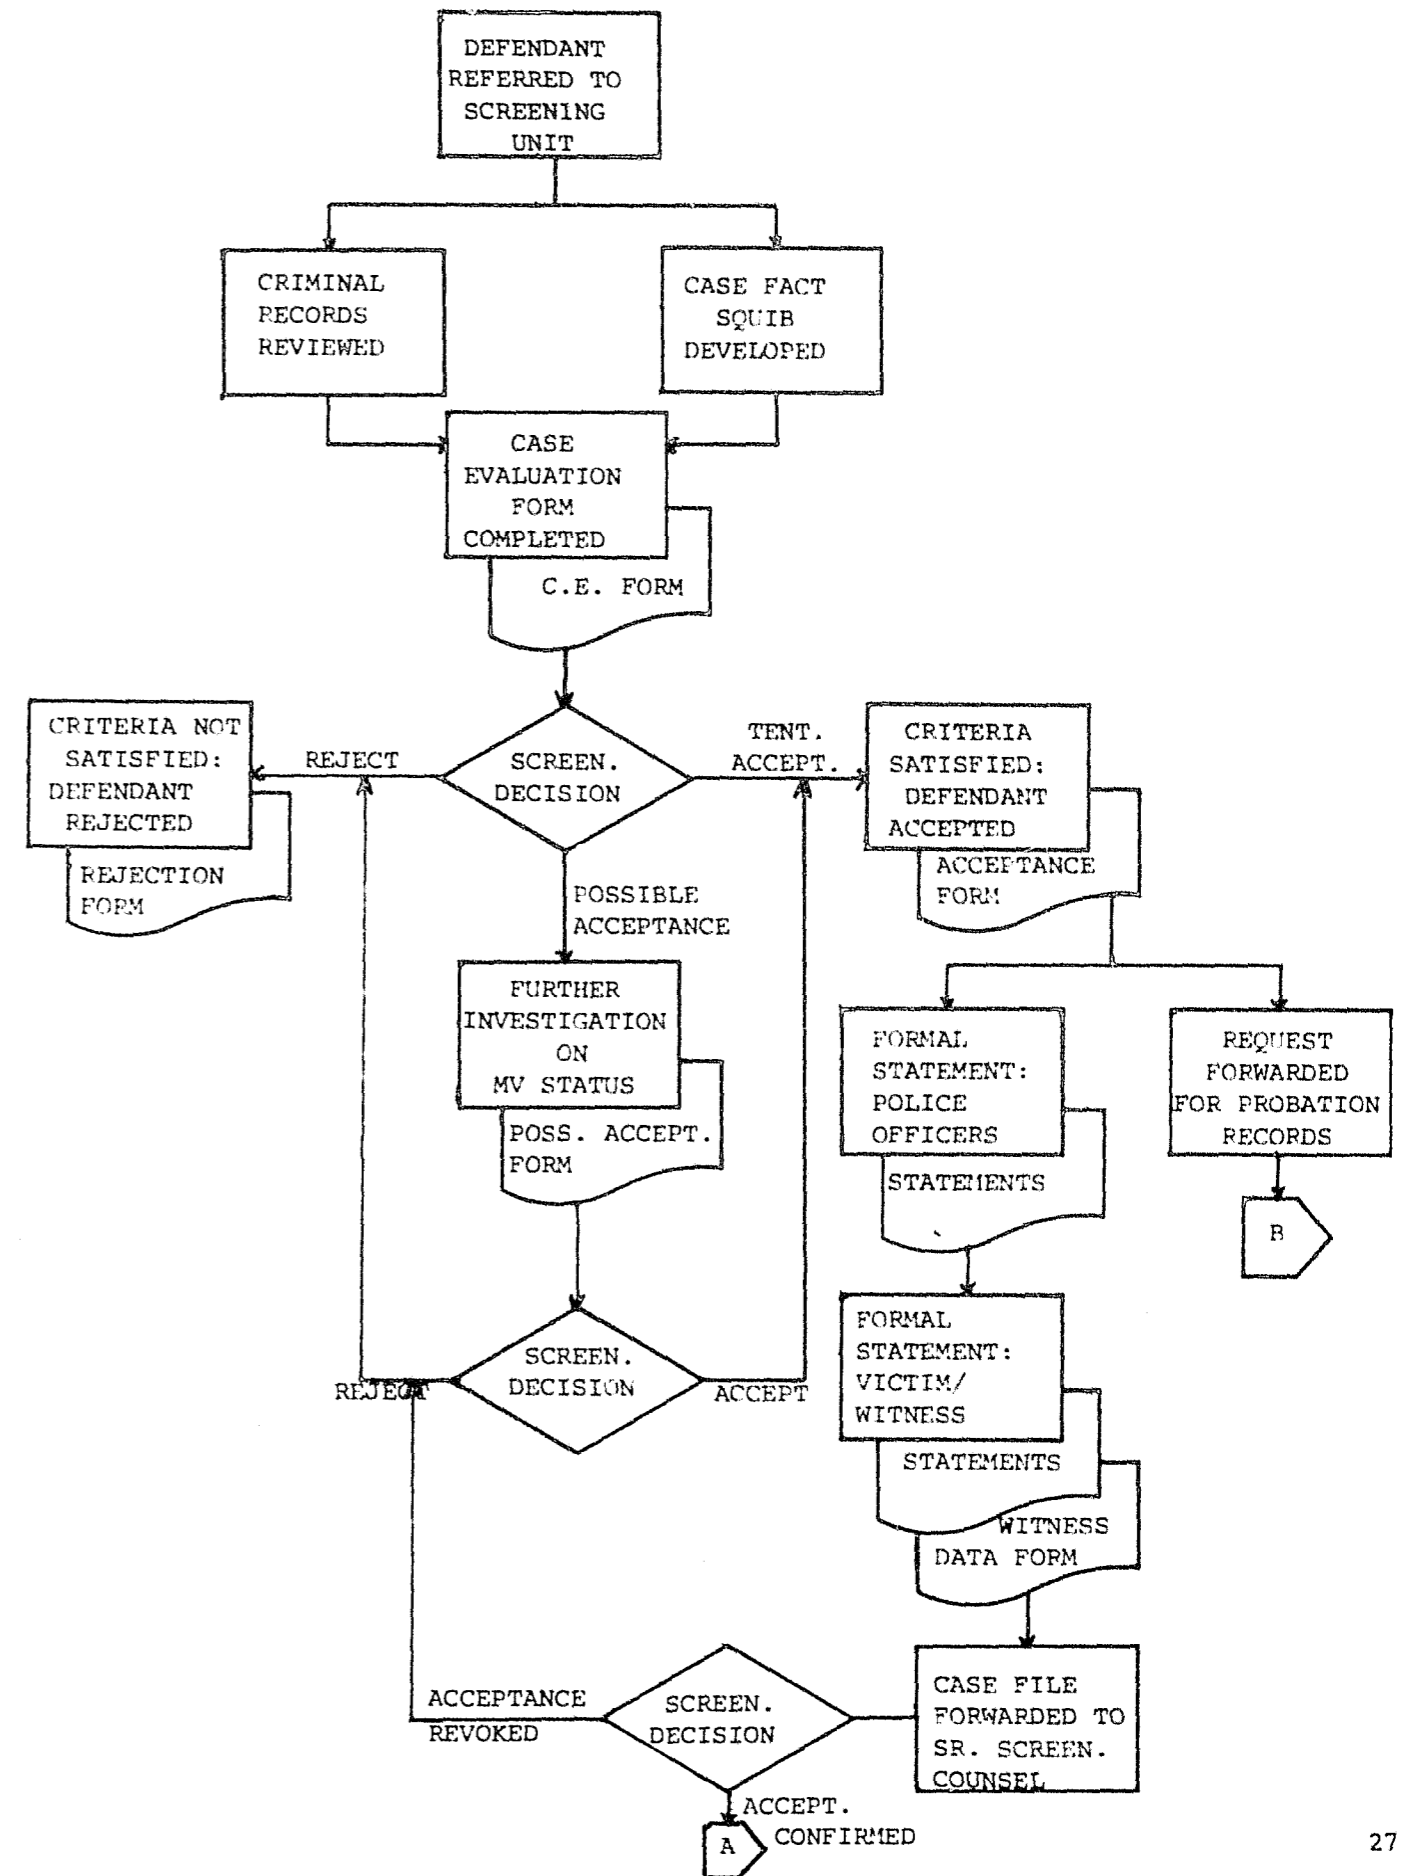 DEFENDANT
REFERRED TO
SCREENING
UNIT
CRIMINAL
RECORDS
REVIEWED
CASE FACT
SQUIB
DEVELOPED
CASE
EVALUATION
FORM
COMPLETED
C.E. FORM
CRITERIA NOT
SATISFIED:
DEFENDANT
REJECTED
REJECTION
FORM
REJECT
SCREEN.
DECISION
TENT.
ACCEPT.
CRITERIA
SATISFIED:
DEFENDANT
ACCEPTED
ACCEPTANCE
FORM
POSSIBLE
ACCEPTANCE
FURTHER
INVESTIGATION
ON
MV STATUS
POSS. ACCEPT.
FORM
FORMAL
STATEMENT:
POLICE
OFFICERS
STATEMENTS
REQUEST
FORWARDED
FOR PROBATION
RECORDS
B
SCREEN.
DECISION
REJECT
ACCEPT
FORMAL
STATEMENT:
VICTIM/
WITNESS
STATEMENTS
WITNESS
DATA FORM
CASE FILE
FORWARDED TO
SR. SCREEN.
COUNSEL
SCREEN.
DECISION
ACCEPTANCE
REVOKED
ACCEPT.
CONFIRMED
A
27